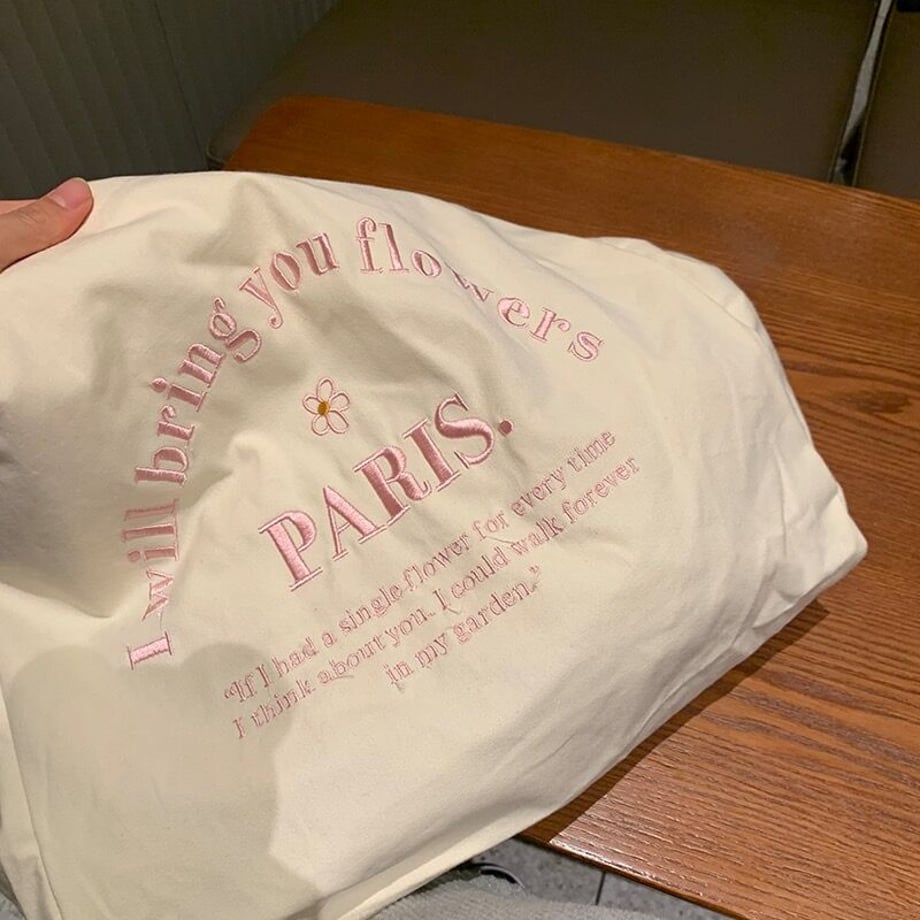 I will bring you flowers
PARIS.
"If I had a single flower for every time
I think about you. I could walk forever
in my garden."